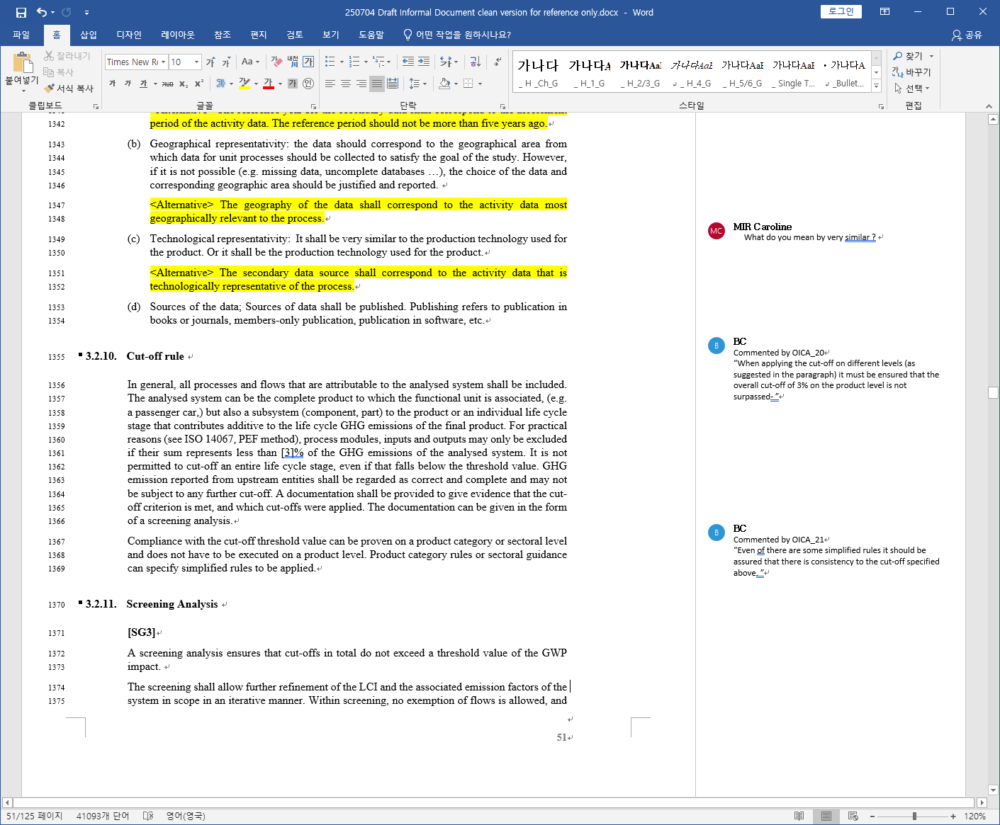 250704 Draft Informal Document clean version for reference only.docx - Word
로그인
파일 홈 삽입 디자인 레이아웃 참조 편지 검토 보기 도움말 어떤 작업을 원하시나요?
공유
붙여넣기
잘라내기
복사
서식 복사
클립보드
Times New R
10
글꼴
단락
가나다 가나다 가나다Aa 가나다Aa 가나다AaB 가나다AaB 가나다A
_ H _Ch_G _ H_1_G _ H_2/3_G _ H_4_G _ H_5/6_G _ Single T... _Bullet...
스타일
찾기
바꾸기
선택
편집
1342 period of the activity data. The reference period should not be more than five years ago.
1343 (b) Geographical representativity: the data should correspond to the geographical area from
1344 which data for unit processes should be collected to satisfy the goal of the study. However,
1345 if it is not possible (e.g. missing data, uncomplete databases …), the choice of the data and
1346 corresponding geographic area should be justified and reported.
1347 <Alternative> The geography of the data shall correspond to the activity data most
1348 geographically relevant to the process.
1349 (c) Technological representativity: It shall be very similar to the production technology used for
1350 the product. Or it shall be the production technology used for the product.
1351 <Alternative> The secondary data source shall correspond to the activity data that is
1352 technologically representative of the process.
1353 (d) Sources of the data; Sources of data shall be published. Publishing refers to publication in
1354 books or journals, members-only publication, publication in software, etc.
1355 3.2.10. Cut-off rule
1356 In general, all processes and flows that are attributable to the analysed system shall be included.
1357 The analysed system can be the complete product to which the functional unit is associated, (e.g.
1358 a passenger car,) but also a subsystem (component, part) to the product or an individual life cycle
1359 stage that contributes additive to the life cycle GHG emissions of the final product. For practical
1360 reasons (see ISO 14067, PEF method), process modules, inputs and outputs may only be excluded
1361 if their sum represents less than [3]% of the GHG emissions of the analysed system. It is not
1362 permitted to cut-off an entire life cycle stage, even if that falls below the threshold value. GHG
1363 emission reported from upstream entities shall be regarded as correct and complete and may not
1364 be subject to any further cut-off. A documentation shall be provided to give evidence that the cut-
1365 off criterion is met, and which cut-offs were applied. The documentation can be given in the form
1366 of a screening analysis.
1367 Compliance with the cut-off threshold value can be proven on a product category or sectoral level
1368 and does not have to be executed on a product level. Product category rules or sectoral guidance
1369 can specify simplified rules to be applied.
1370 3.2.11. Screening Analysis
1371 [SG3]
1372 A screening analysis ensures that cut-offs in total do not exceed a threshold value of the GWP
1373 impact.
1374 The screening shall allow further refinement of the LCI and the associated emission factors of the
1375 system in scope in an iterative manner. Within screening, no exemption of flows is allowed, and
51
MC
MIR Caroline
What do you mean by very similar ?
B
BC
Commented by OICA_20
“When applying the cut-off on different levels (as
suggested in the paragraph) it must be ensured that the
overall cut-off of 3% on the product level is not
surpassed- ”
B
BC
Commented by OICA_21
“Even of there are some simplified rules it should be
assured that there is consistency to the cut-off specified
above. ”
51/125 페이지 41093개 단어 영어(영국)
120%